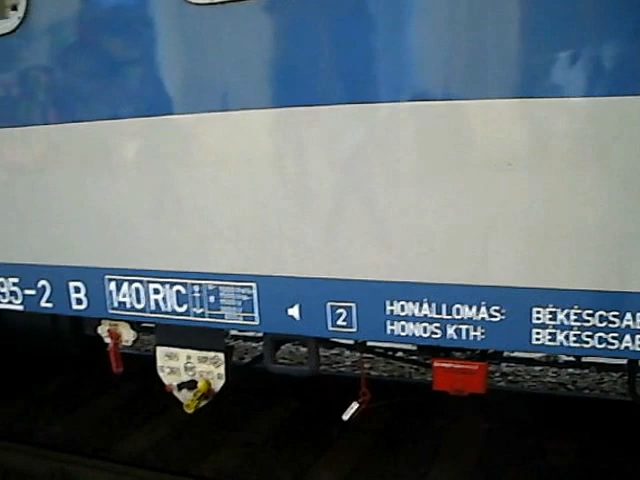 95-2 B 140 RIC 2
HONÁLLOMÁS: BÉKÉSCSAB
HONOS KTH: BÉKÉSCSAB